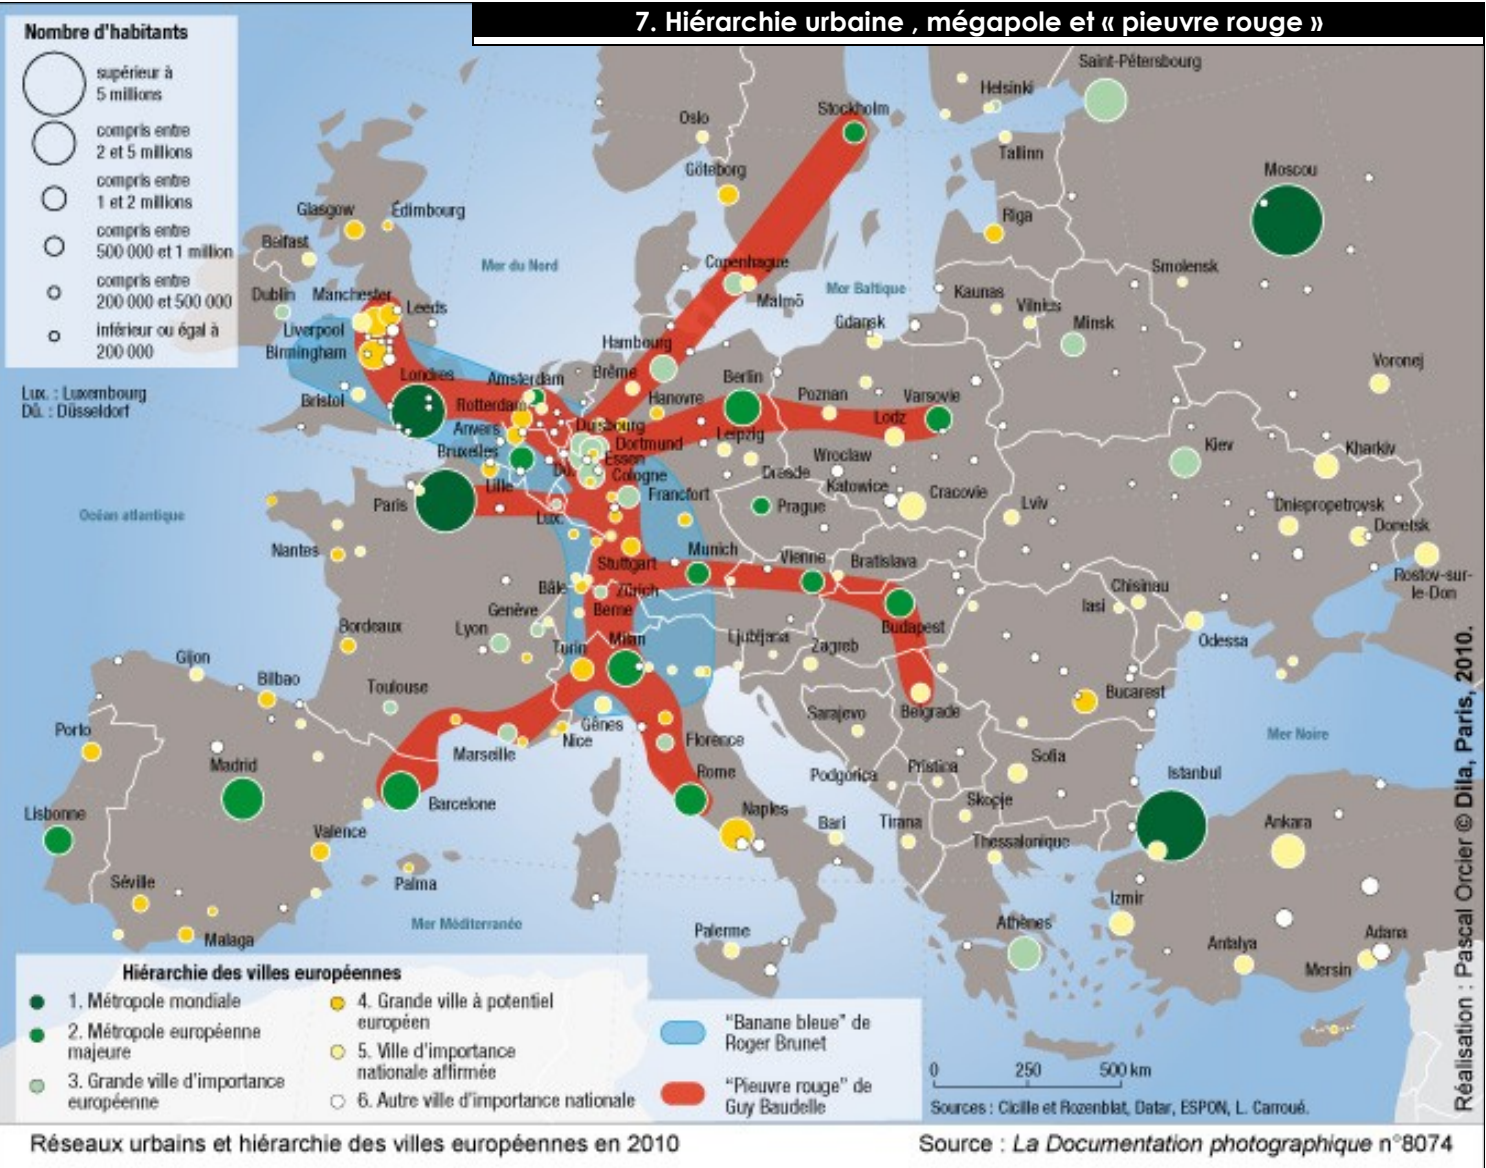 7. Hiérarchie urbaine , mégapole et « pieuvre rouge »
Nombre d'habitants
supérieur à
5 millions
compris entre
2 et 5 millions
compris entre
1 et 2 millions
compris entre
500 000 et 1 million
compris entre
200 000 et 500 000
inférieur ou égal à
200 000
Lux. : Luxembourg
Dû. : Düsseldorf
Saint-Pétersbourg
Helsinki
Stockholm
Oslo
Tallinn
Göteborg
Moscou
Glasgow
Édimbourg
Riga
Belfast
Mer du Nord
Copenhague
Smolensk
Dublin
Manchester
Leeds
Malmö
Mer Baltique
Kaunas
Vilnius
Minsk
Liverpool
Gdansk
Birmingham
Hambourg
Voronej
Londres
Amsterdam
Brême
Berlin
Bristol
Rotterdam
Hanovre
Poznan
Varsovie
Lodz
Anvers
Duisbourg
Dortmund
Leipzig
Bruxelles
Essen
Dû.
Cologne
Dresde
Wroclaw
Kiev
Kharkiv
Lille
Francfort
Katowice
Cracovie
Paris
Prague
Lviv
Dniepropetrovsk
Océan atlantique
Lux.
Donetsk
Nantes
Stuttgart
Munich
Vienne
Bratislava
Rostov-sur-
le-Don
Bâle
Zürich
Chisinau
Iasi
Genève
Berne
Lyon
Budapest
Odessa
Bordeaux
Turin
Milan
Ljubljana
Zagreb
Gijon
Bilbao
Toulouse
Bucarest
Porto
Gênes
Sarajevo
Belgrade
Marseille
Nice
Florence
Mer Noire
Madrid
Rome
Podgorica
Pristica
Sofia
Istanbul
Barcelone
Skopje
Lisbonne
Naples
Bari
Tirana
Ankara
Valence
Thessalonique
Séville
Palma
Izmir
Malaga
Mer Méditerranée
Palerme
Athènes
Antalya
Adana
Mersin
Hiérarchie des villes européennes
1. Métropole mondiale
2. Métropole européenne
majeure
3. Grande ville d'importance
européenne
4. Grande ville à potentiel
européen
5. Ville d'importance
nationale affirmée
6. Autre ville d'importance nationale
"Banane bleue" de
Roger Brunet
"Pieuvre rouge" de
Guy Baudelle
0 250 500 km
Sources : Cicille et Rozenblat, Datar, ESPON, L. Carroué.
Réalisation : Pascal Orcier © Dila, Paris, 2010.
Réseaux urbains et hiérarchie des villes européennes en 2010
Source : La Documentation photographique n°8074